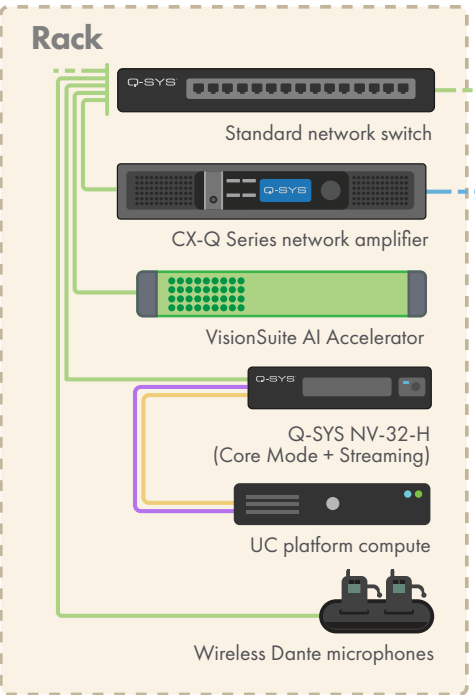 Rack
Q-SYS
Standard network switch
Q-SYS
CX-Q Series network amplifier
VisionSuite AI Accelerator
Q-SYS
Q-SYS NV-32-H
(Core Mode + Streaming)
UC platform compute
Wireless Dante microphones